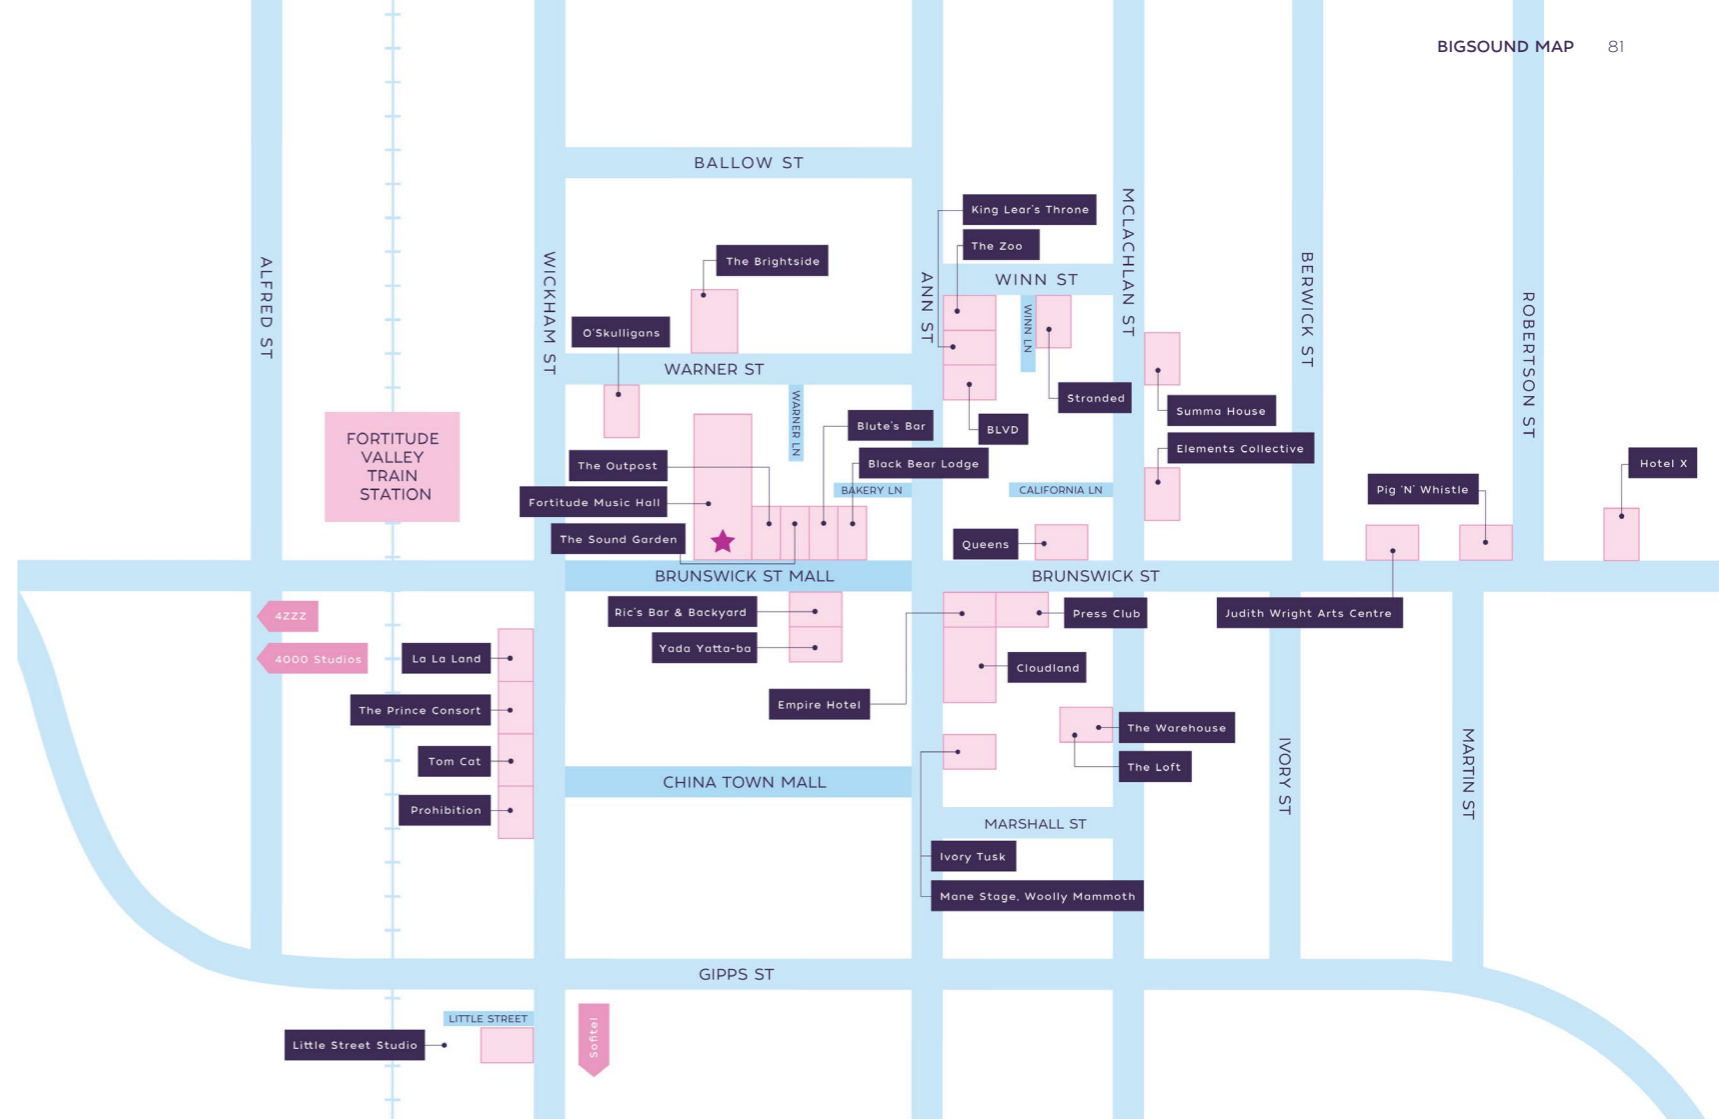 BIGSOUND MAP 81
BALLOW ST
King Lear's Throne
The Zoo
The Brightside
WINN ST
ALFRED ST
WICKHAM ST
ANN ST
MCLACHLAN ST
BERWICK ST
ROBERTSON ST
O'Skulligans
WINN LN
WARNER ST
WARNER LN
Stranded
Summa House
BLVD
Blute's Bar
FORTITUDE
VALLEY
TRAIN
STATION
Elements Collective
The Outpost
Black Bear Lodge
Hotel X
BAKERY LN
CALIFORNIA LN
Pig 'N' Whistle
Fortitude Music Hall
The Sound Garden
Queens
BRUNSWICK ST MALL
BRUNSWICK ST
4ZZZ
Ric's Bar & Backyard
Press Club
Judith Wright Arts Centre
4000 Studios
La La Land
Yada Yatta-ba
Cloudland
The Prince Consort
Empire Hotel
The Warehouse
Tom Cat
The Loft
IVORY ST
MARTIN ST
CHINA TOWN MALL
Prohibition
MARSHALL ST
Ivory Tusk
Mane Stage, Woolly Mammoth
GIPPS ST
LITTLE STREET
Little Street Studio
Sofitel